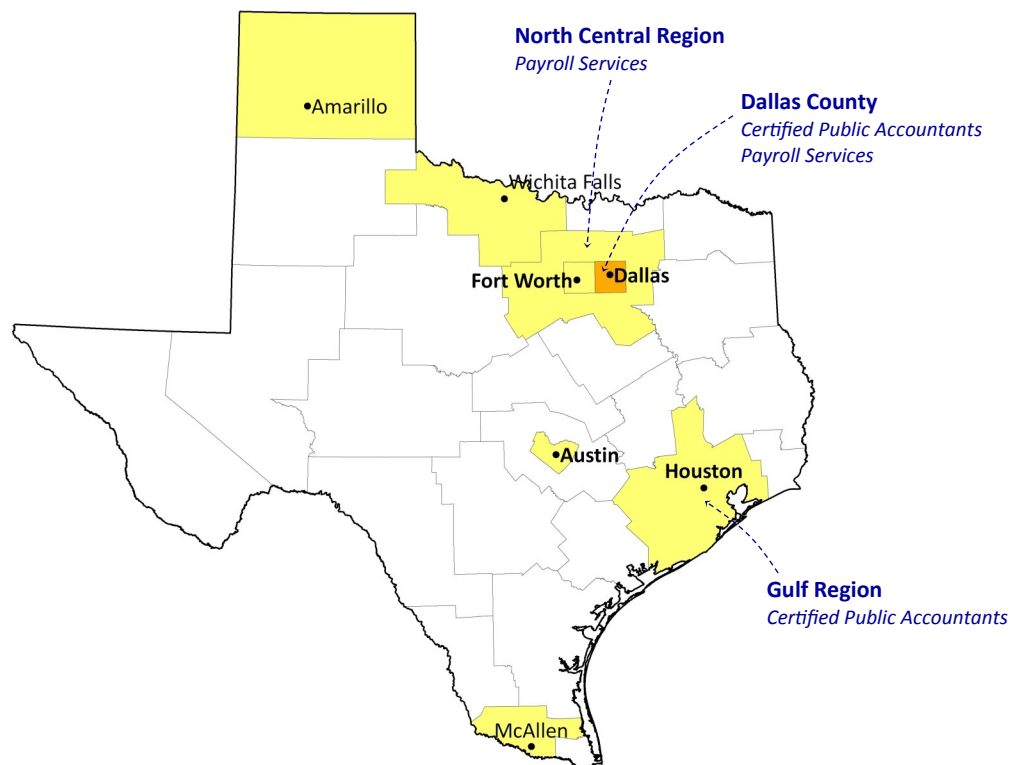 North Central Region
Payroll Services
Dallas County
Certified Public Accountants
Payroll Services
Amarillo
Wichita Falls
Fort Worth
Dallas
Austin
Houston
Gulf Region
Certified Public Accountants
McAllen